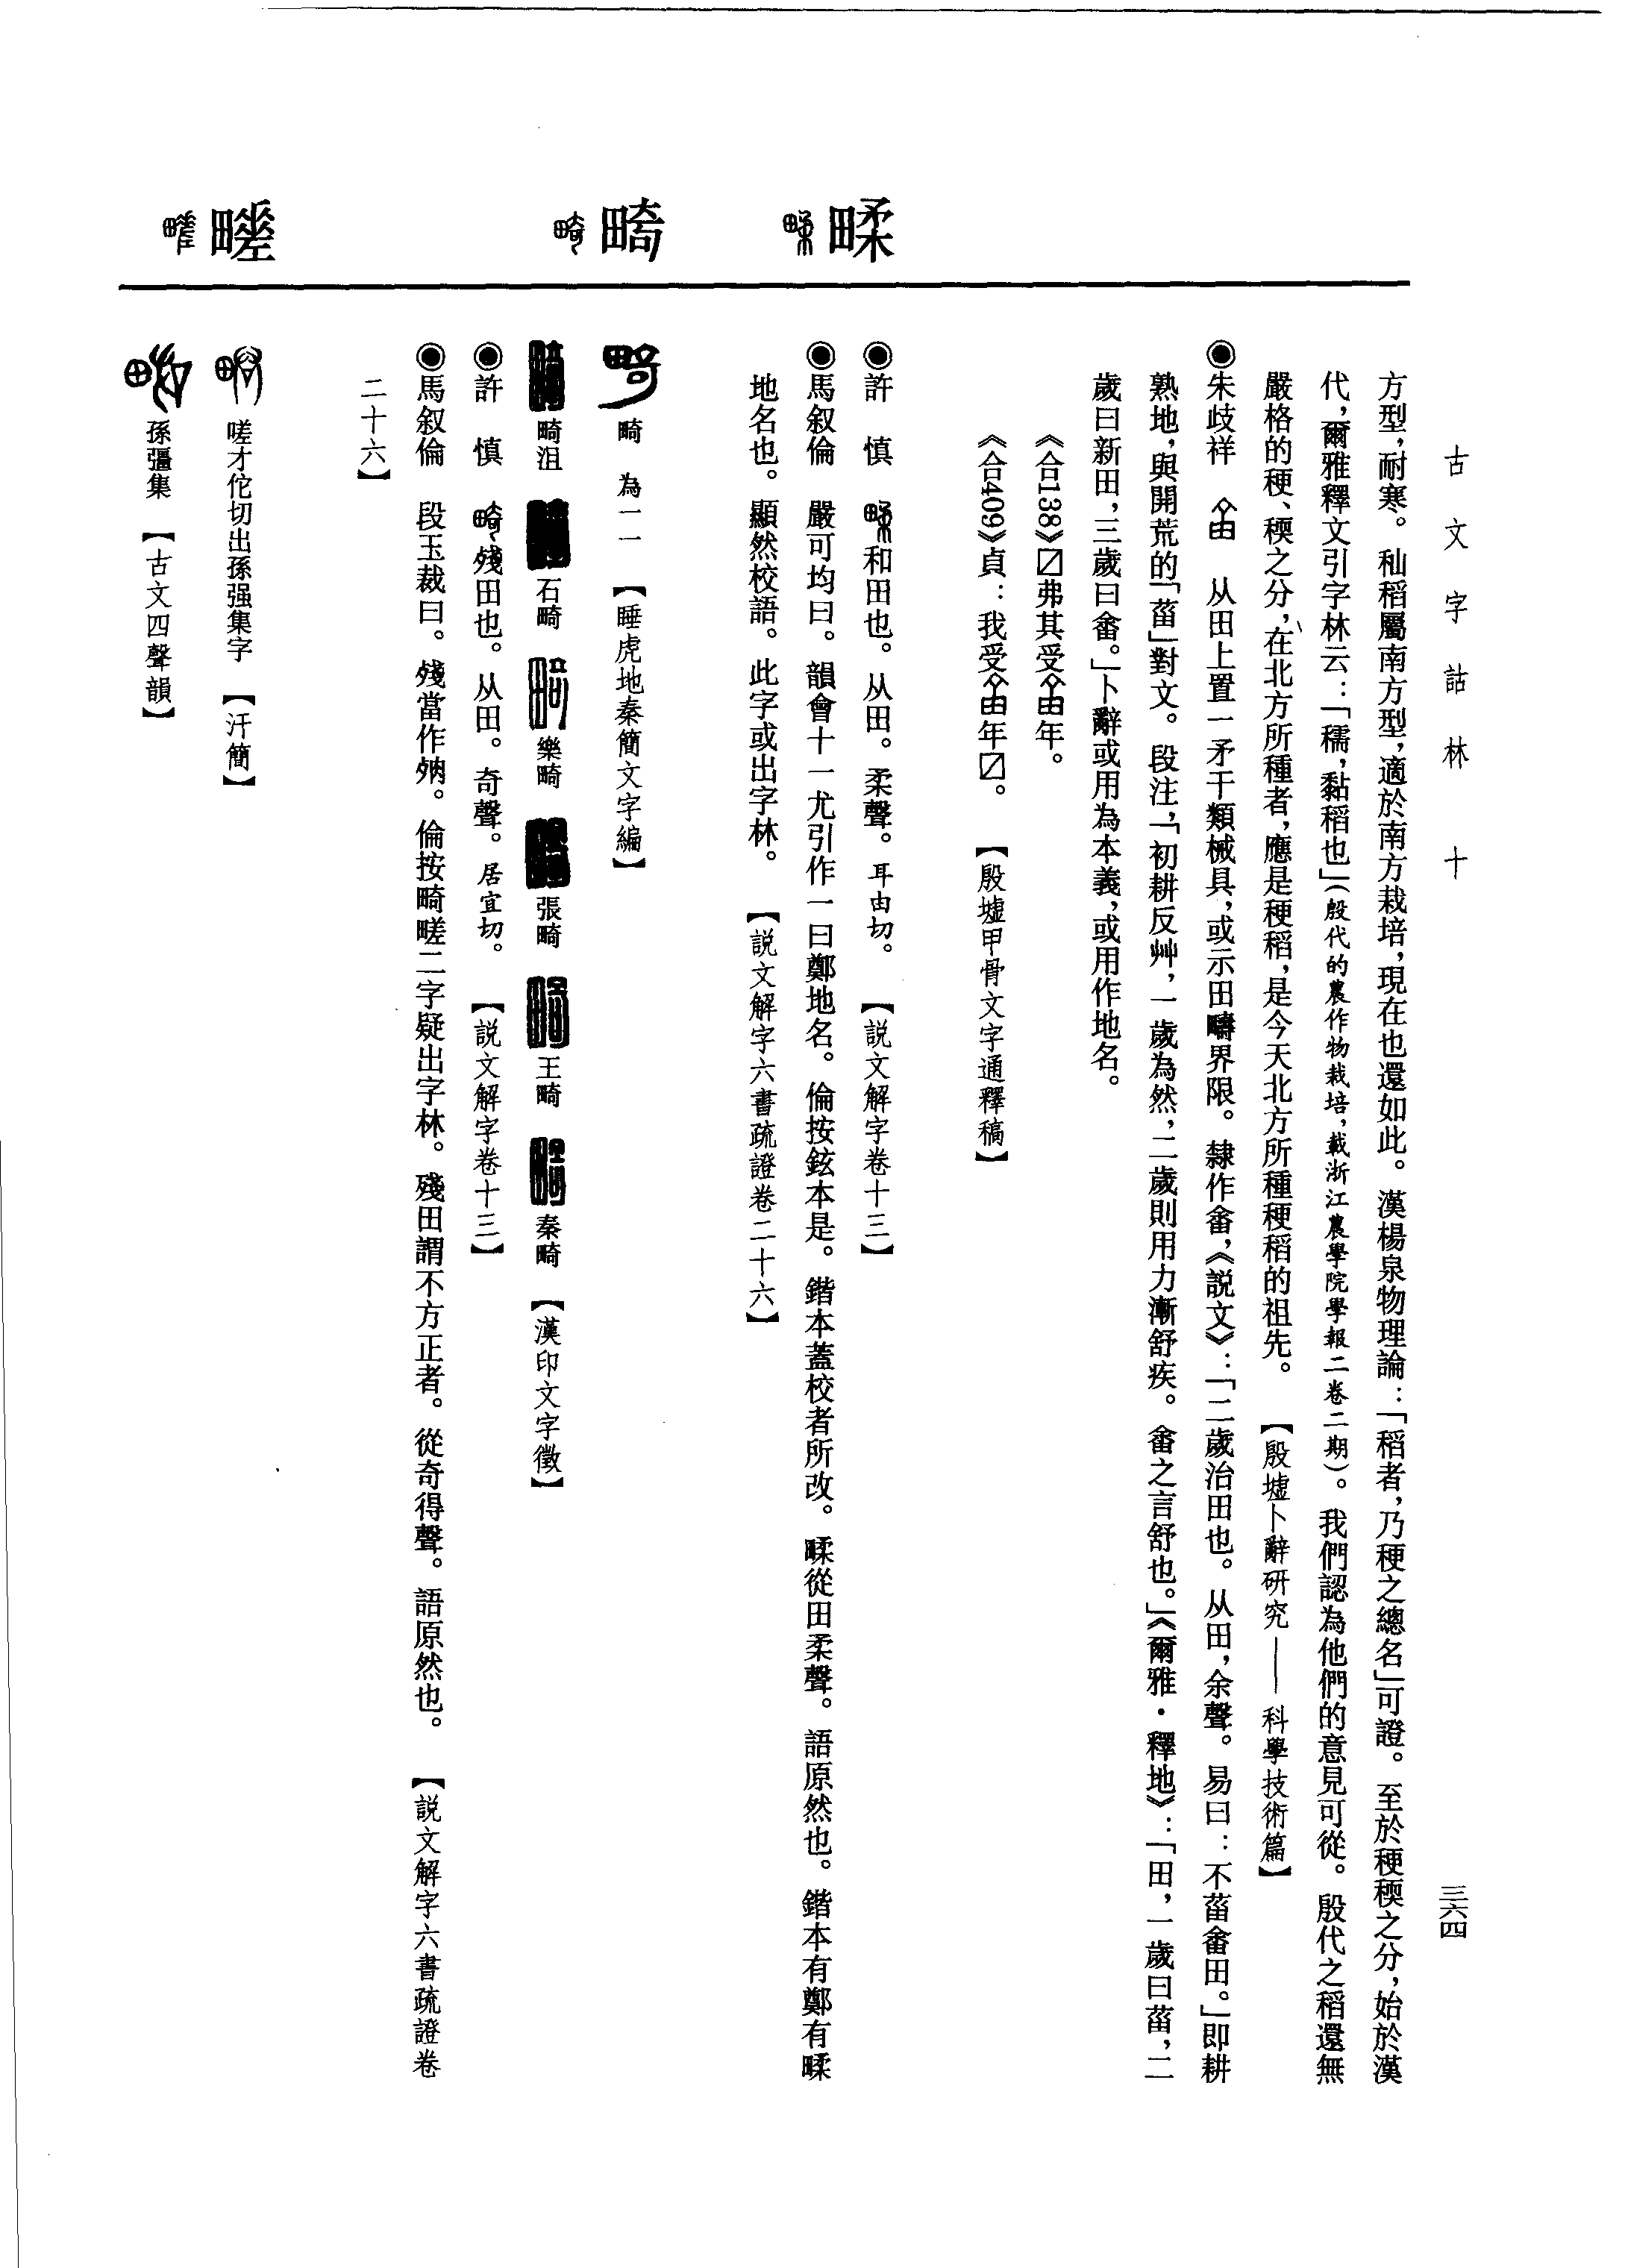 古文字詁林　十
三六四
方型，耐寒。秈稻屬南方型，適於南方栽培，現在也還如此。漢楊泉物理論：「稻者，乃稉之總名」可證。至於稉稬之分，始於漢
代，爾雅釋文引字林云：「穤，黏稻也」（殷代的農作物栽培，載浙江農學院學報二卷二期）。我們認為他們的意見可從。殷代之稻還無
嚴格的稉、稬之分，在北方所種者，應是稉稻，是今天北方所種稉稻的祖先。　【殷墟卜辭研究——科學技術篇】
◉朱歧祥　从田上置一矛干類械具，或示田疇界限。隸作畬，《説文》：「二歲治田也。从田，余聲。易曰：不菑畬田。」即耕
熟地，與開荒的「菑」對文。段注，「初耕反艸，一歲為然，二歲則用力漸舒疾。畬之言舒也。」《爾雅・釋地》：「田，一歲曰菑，二
歲曰新田，三歲曰畬。」卜辭或用為本義，或用作地名。
《合138》☑弗其受年。
《合409》貞：我受年☑。　【殷墟甲骨文字通釋稿】
䰆
◉許　慎　和田也。从田。柔聲。耳由切。　【説文解字卷十三】
◉馬叙倫　嚴可均曰。韻會十一尤引作一曰鄭地名。倫按鉉本是。鍇本蓋校者所改。𤲬從田柔聲。語原然也。鍇本有鄭有𤲬
地名也。顯然校語。此字或出字林。　【説文解字六書疏證卷二十六】
畸
畸　為一一　【睡虎地秦簡文字編】
畸沮　石畸　樂畸　張畸　王畸　秦畸　【漢印文字徵】
◉許　慎　殘田也。从田。奇聲。居宜切。　【説文解字卷十三】
◉馬叙倫　段玉裁曰。殘當作㱚。倫按畸㽨二字疑出字林。殘田謂不方正者。從奇得聲。語原然也。　【説文解字六書疏證卷
二十六】
㽨
嗟才佗切出孫强集字　【汗簡】
孫彊集　【古文四聲韻】